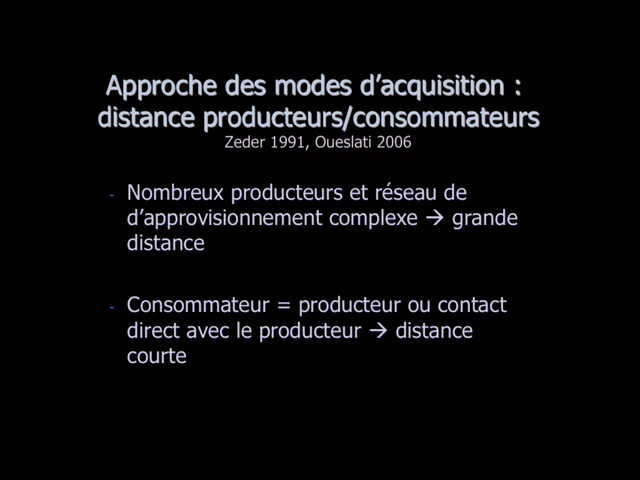 Approche des modes d’acquisition :
distance producteurs/consommateurs
Zeder 1991, Oueslati 2006
- Nombreux producteurs et réseau de
d’approvisionnement complexe → grande
distance
- Consommateur = producteur ou contact
direct avec le producteur → distance
courte